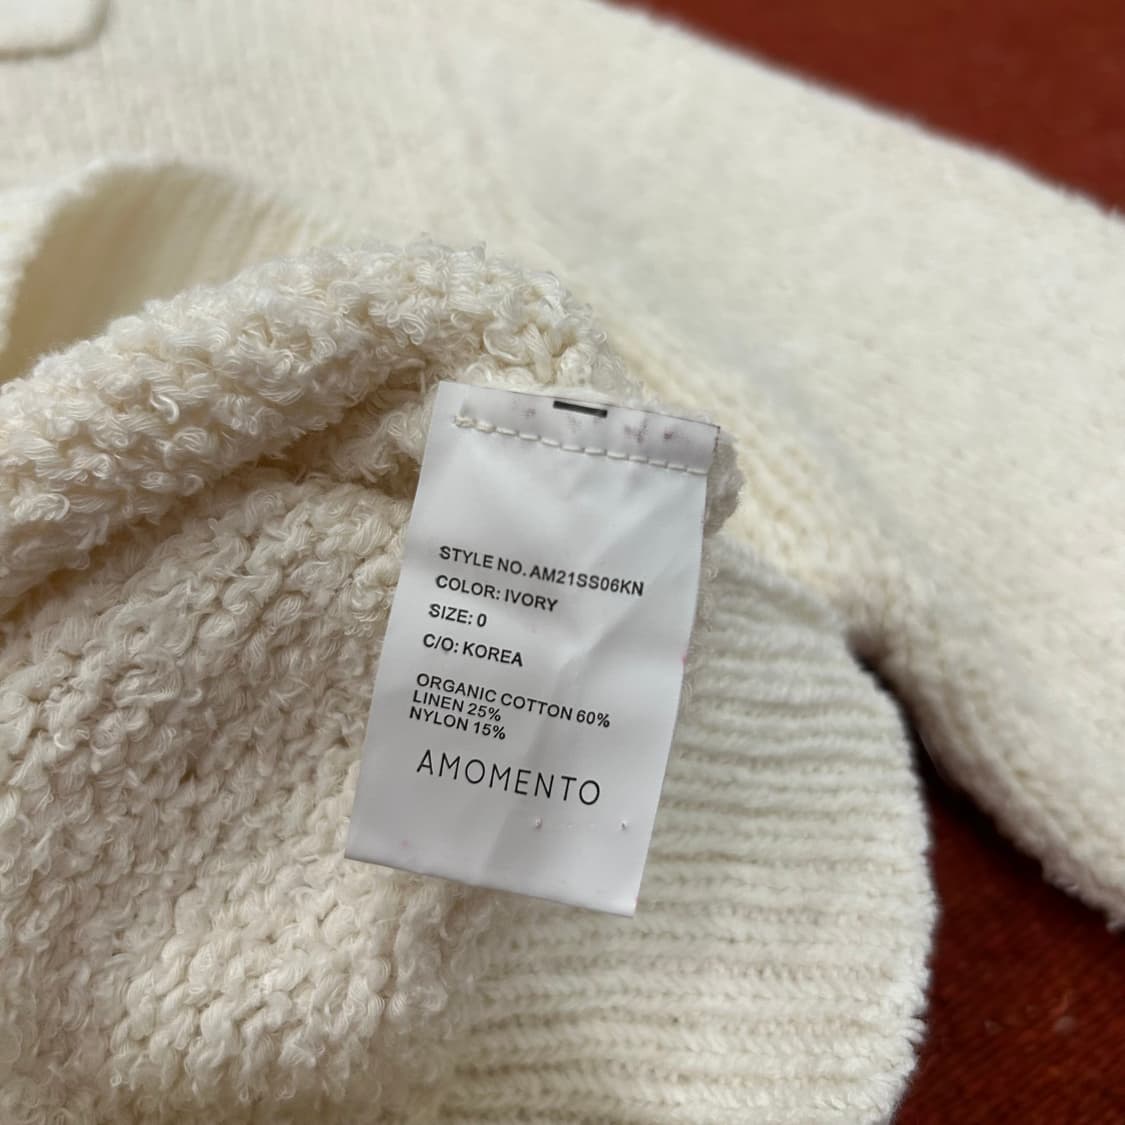 STYLE NO. AM21SS06KN
COLOR: IVORY
SIZE: 0
C/O: KOREA
ORGANIC COTTON 60%
LINEN 25%
NYLON 15%
AMOMENTO